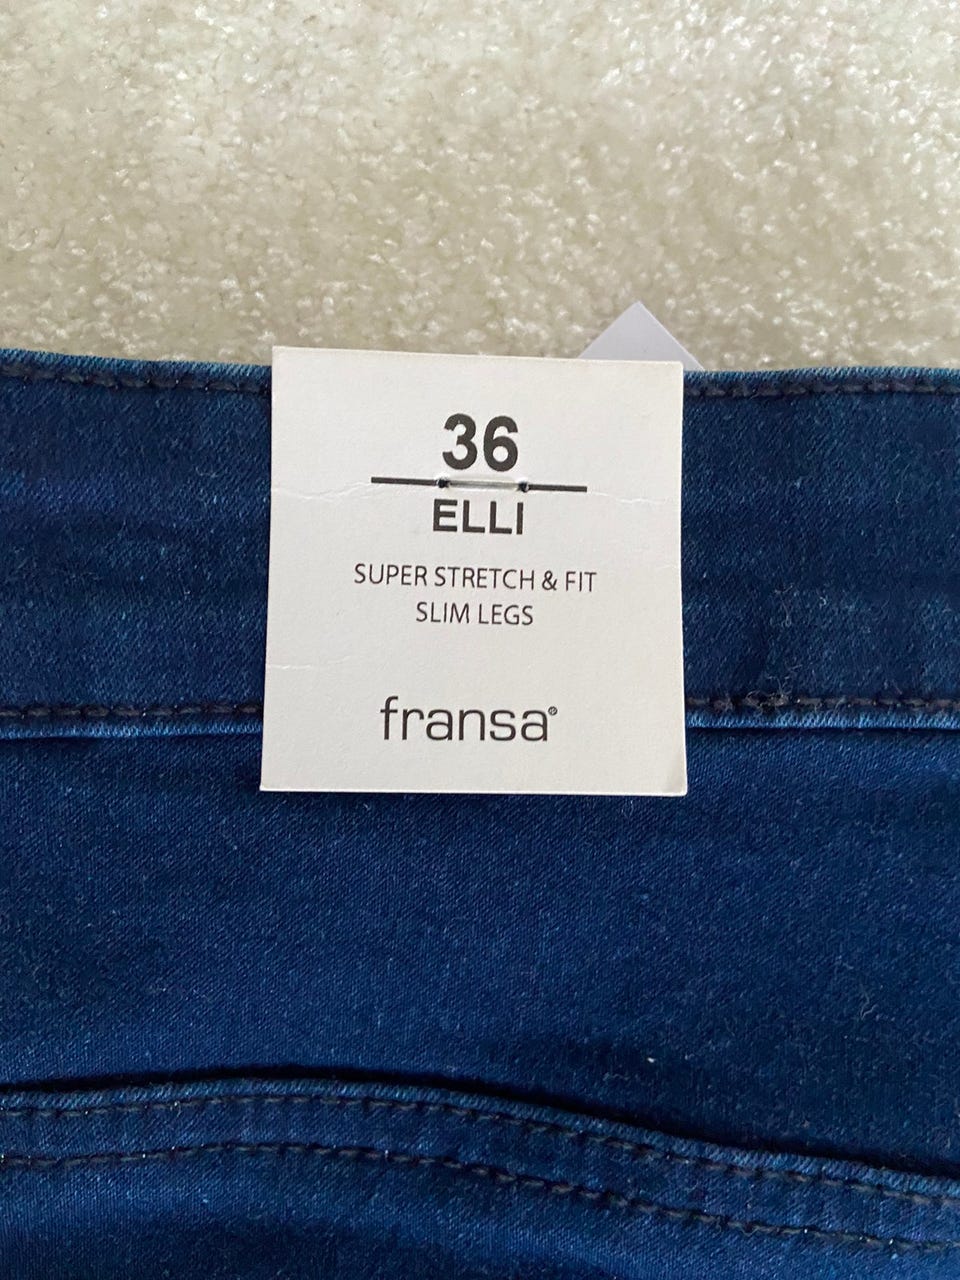 36
ELLI
SUPER STRETCH & FIT
SLIM LEGS
fransa®